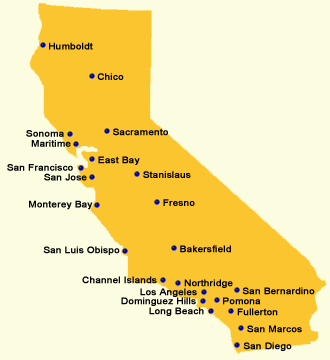 Humboldt
Chico
Sonoma
Sacramento
Maritime
East Bay
San Francisco
San Jose
Stanislaus
Monterey Bay
Fresno
San Luis Obispo
Bakersfield
Channel Islands
Northridge
Los Angeles
San Bernardino
Dominguez Hills
Pomona
Long Beach
Fullerton
San Marcos
San Diego